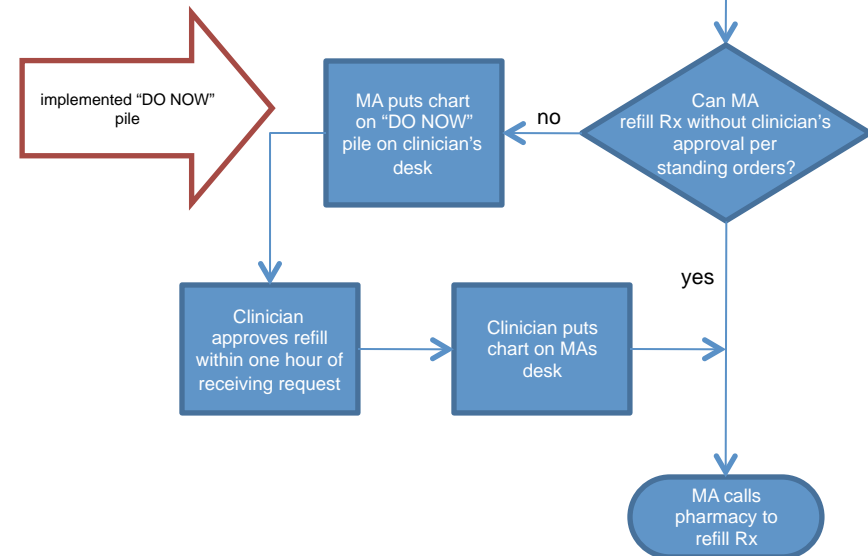 implemented “DO NOW”
pile
MA puts chart
on “DO NOW”
pile on clinician’s
desk
no
Can MA
refill Rx without clinician’s
approval per
standing orders?
yes
Clinician
approves refill
within one hour of
receiving request
Clinician puts
chart on MAs
desk
MA calls
pharmacy to
refill Rx